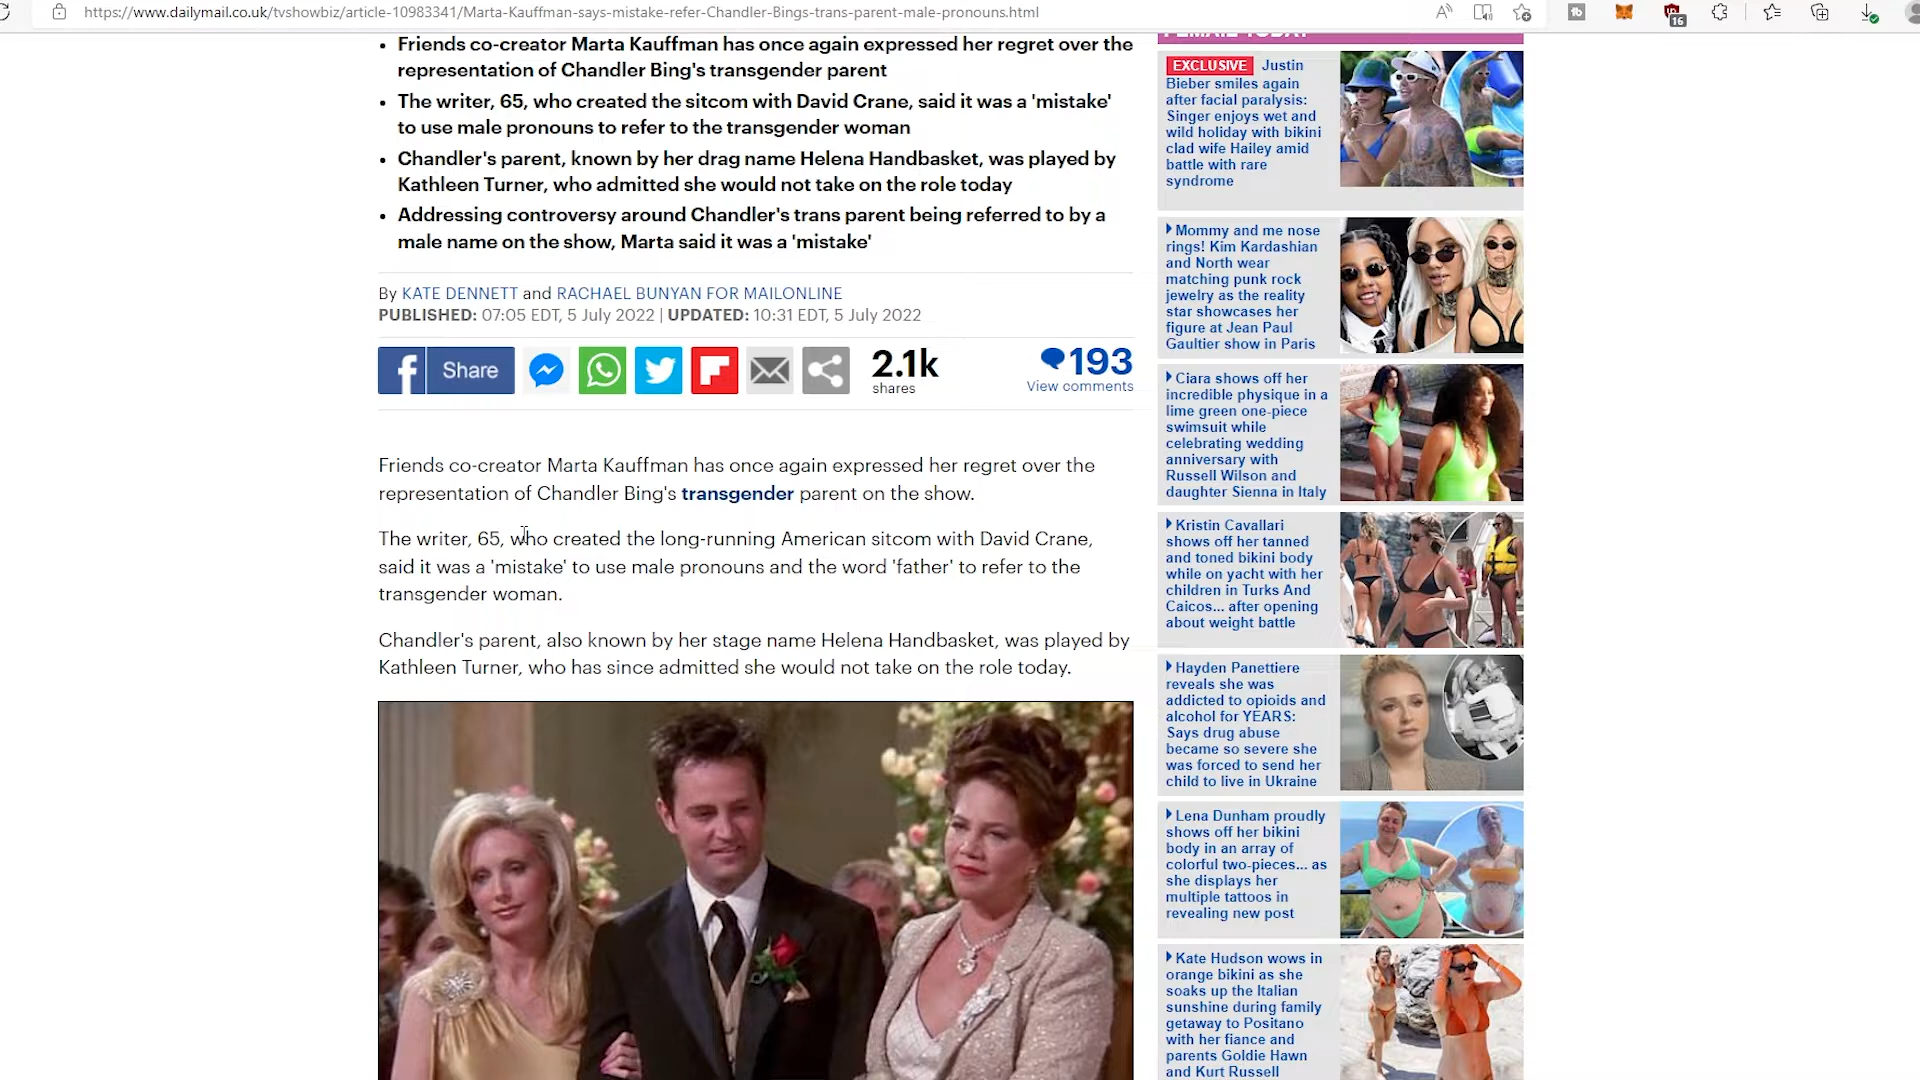 https://www.dailymail.co.uk/tvshowbiz/article-10983341/Marta-Kauffman-says-mistake-refer-Chandler-Bings-trans-parent-male-pronouns.html
16
• Friends co-creator Marta Kauffman has once again expressed her regret over the
representation of Chandler Bing's transgender parent
• The writer, 65, who created the sitcom with David Crane, said it was a 'mistake'
to use male pronouns to refer to the transgender woman
• Chandler's parent, known by her drag name Helena Handbasket, was played by
Kathleen Turner, who admitted she would not take on the role today
• Addressing controversy around Chandler's trans parent being referred to by a
male name on the show, Marta said it was a 'mistake'
By KATE DENNETT and RACHAEL BUNYAN FOR MAILONLINE
PUBLISHED: 07:05 EDT, 5 July 2022 | UPDATED: 10:31 EDT, 5 July 2022
Share
2.1k
shares
193
View comments
Friends co-creator Marta Kauffman has once again expressed her regret over the
representation of Chandler Bing's transgender parent on the show.
The writer, 65, who created the long-running American sitcom with David Crane,
said it was a 'mistake' to use male pronouns and the word 'father' to refer to the
transgender woman.
Chandler's parent, also known by her stage name Helena Handbasket, was played by
Kathleen Turner, who has since admitted she would not take on the role today.
FEMAIL TODAY
EXCLUSIVE Justin
Bieber smiles again
after facial paralysis:
Singer enjoys wet and
wild holiday with bikini
clad wife Hailey amid
battle with rare
syndrome
Mommy and me nose
rings! Kim Kardashian
and North wear
matching punk rock
jewelry as the reality
star showcases her
figure at Jean Paul
Gaultier show in Paris
Ciara shows off her
incredible physique in a
lime green one-piece
swimsuit while
celebrating wedding
anniversary with
Russell Wilson and
daughter Sienna in Italy
Kristin Cavallari
shows off her tanned
and toned bikini body
while on yacht with her
children in Turks And
Caicos... after opening
about weight battle
Hayden Panettiere
reveals she was
addicted to opioids and
alcohol for YEARS:
Says drug abuse
became so severe she
was forced to send her
child to live in Ukraine
Lena Dunham proudly
shows off her bikini
body in an array of
colorful two-pieces... as
she displays her
multiple tattoos in
revealing new post
Kate Hudson wows in
orange bikini as she
soaks up the Italian
sunshine during family
getaway to Positano
with her fiance and
parents Goldie Hawn
and Kurt Russell